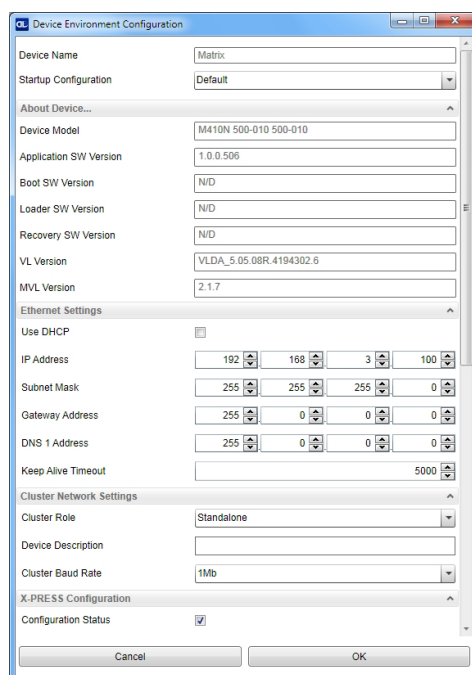 Device Environment Configuration
Device Name Matrix
Startup Configuration Default
About Device...
Device Model M410N 500-010 500-010
Application SW Version 1.0.0.506
Boot SW Version N/D
Loader SW Version N/D
Recovery SW Version N/D
VL Version VLDA_5.05.08R.4194302.6
MVL Version 2.1.7
Ethernet Settings
Use DHCP
IP Address 192 . 168 . 3 . 100
Subnet Mask 255 . 255 . 255 . 0
Gateway Address 255 . 0 . 0 . 0
DNS 1 Address 255 . 0 . 0 . 0
Keep Alive Timeout 5000
Cluster Network Settings
Cluster Role Standalone
Device Description
Cluster Baud Rate 1Mb
X-PRESS Configuration
Configuration Status
Cancel OK